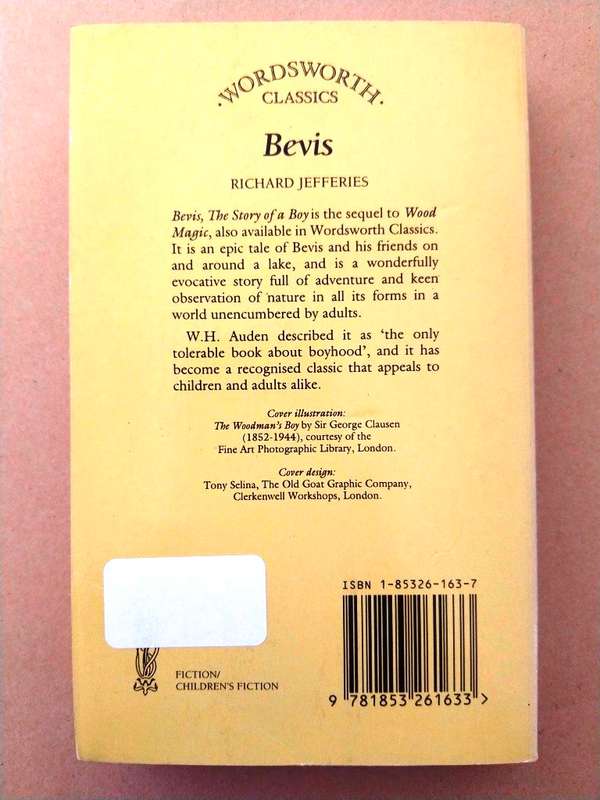 ·WORDSWORTH·
CLASSICS
Bevis
RICHARD JEFFERIES
Bevis, The Story of a Boy is the sequel to Wood
Magic, also available in Wordsworth Classics.
It is an epic tale of Bevis and his friends on
and around a lake, and is a wonderfully
evocative story full of adventure and keen
observation of nature in all its forms in a
world unencumbered by adults.
W.H. Auden described it as ‘the only
tolerable book about boyhood’, and it has
become a recognised classic that appeals to
children and adults alike.
Cover illustration:
The Woodman's Boy by Sir George Clausen
(1852-1944), courtesy of the
Fine Art Photographic Library, London.
Cover design:
Tony Selina, The Old Goat Graphic Company,
Clerkenwell Workshops, London.
ISBN 1-85326-163-7
FICTION/
CHILDREN'S FICTION
9 781853 261633 >